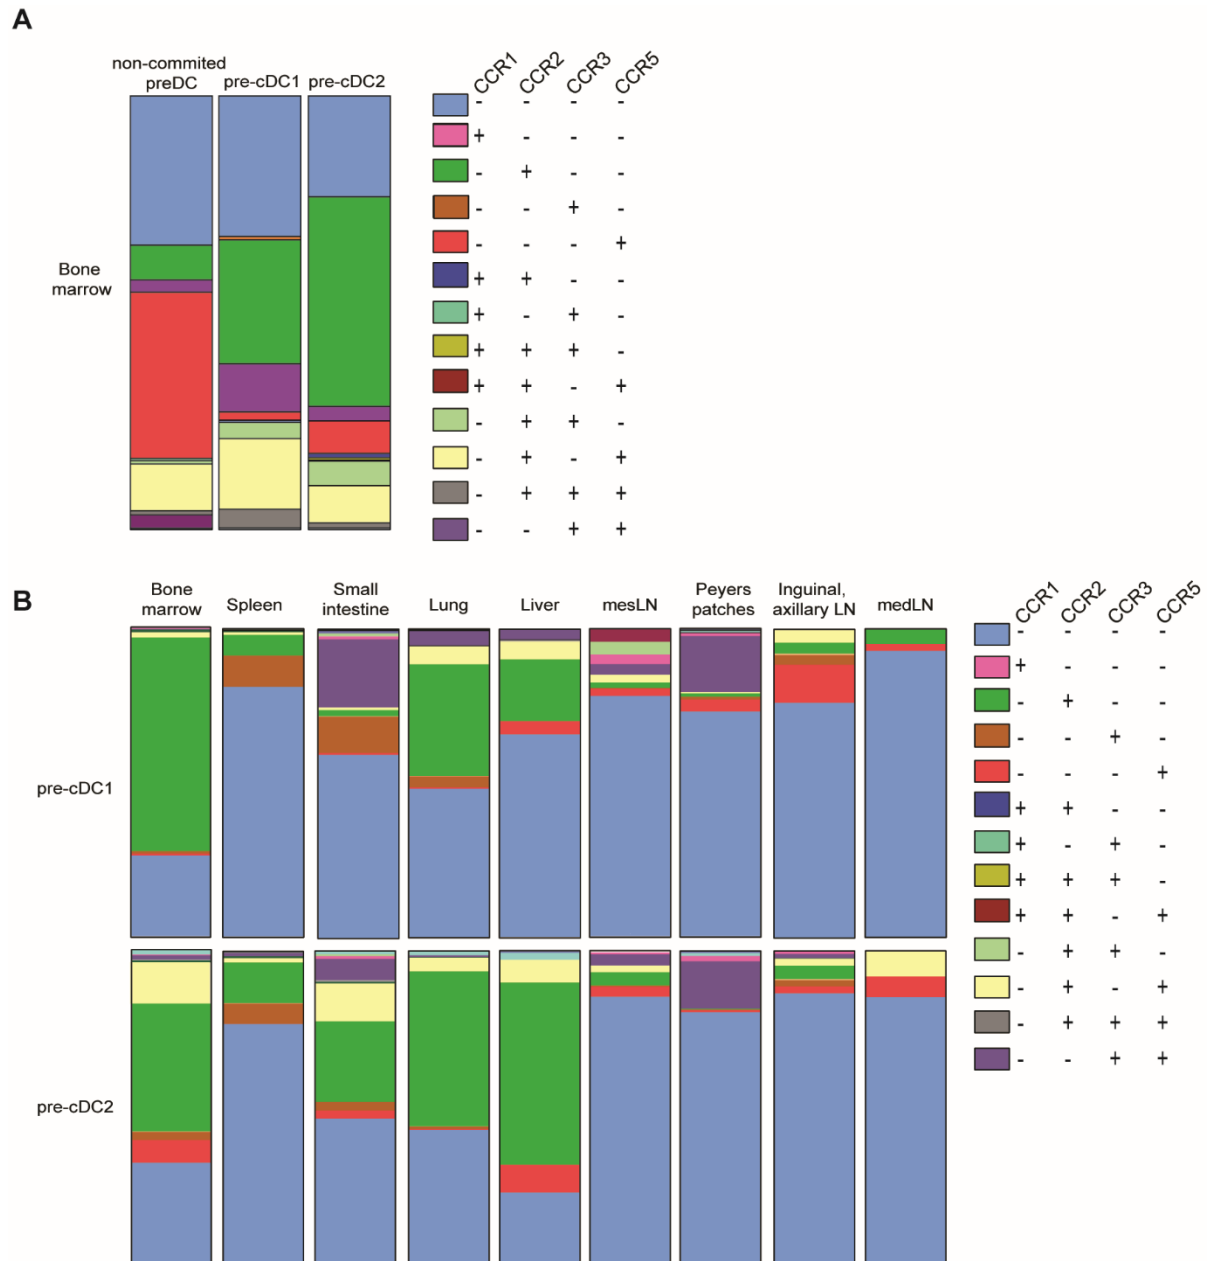 A
non-commited
preDC
pre-cDC1
pre-cDC2
CCR1
CCR2
CCR3
CCR5
Bone
marrow
- - - -
+ - - -
- + - -
- - + -
- - - +
+ + - -
+ - + -
+ + + -
+ + - +
- + + -
- + - +
- + + +
- - + +
B
Bone
marrow
Spleen
Small
intestine
Lung
Liver
mesLN
Peyers
patches
Inguinal,
axillary LN
medLN
CCR1
CCR2
CCR3
CCR5
pre-cDC1
pre-cDC2
- - - -
+ - - -
- + - -
- - + -
- - - +
+ + - -
+ - + -
+ + + -
+ + - +
- + + -
- + - +
- + + +
- - + +